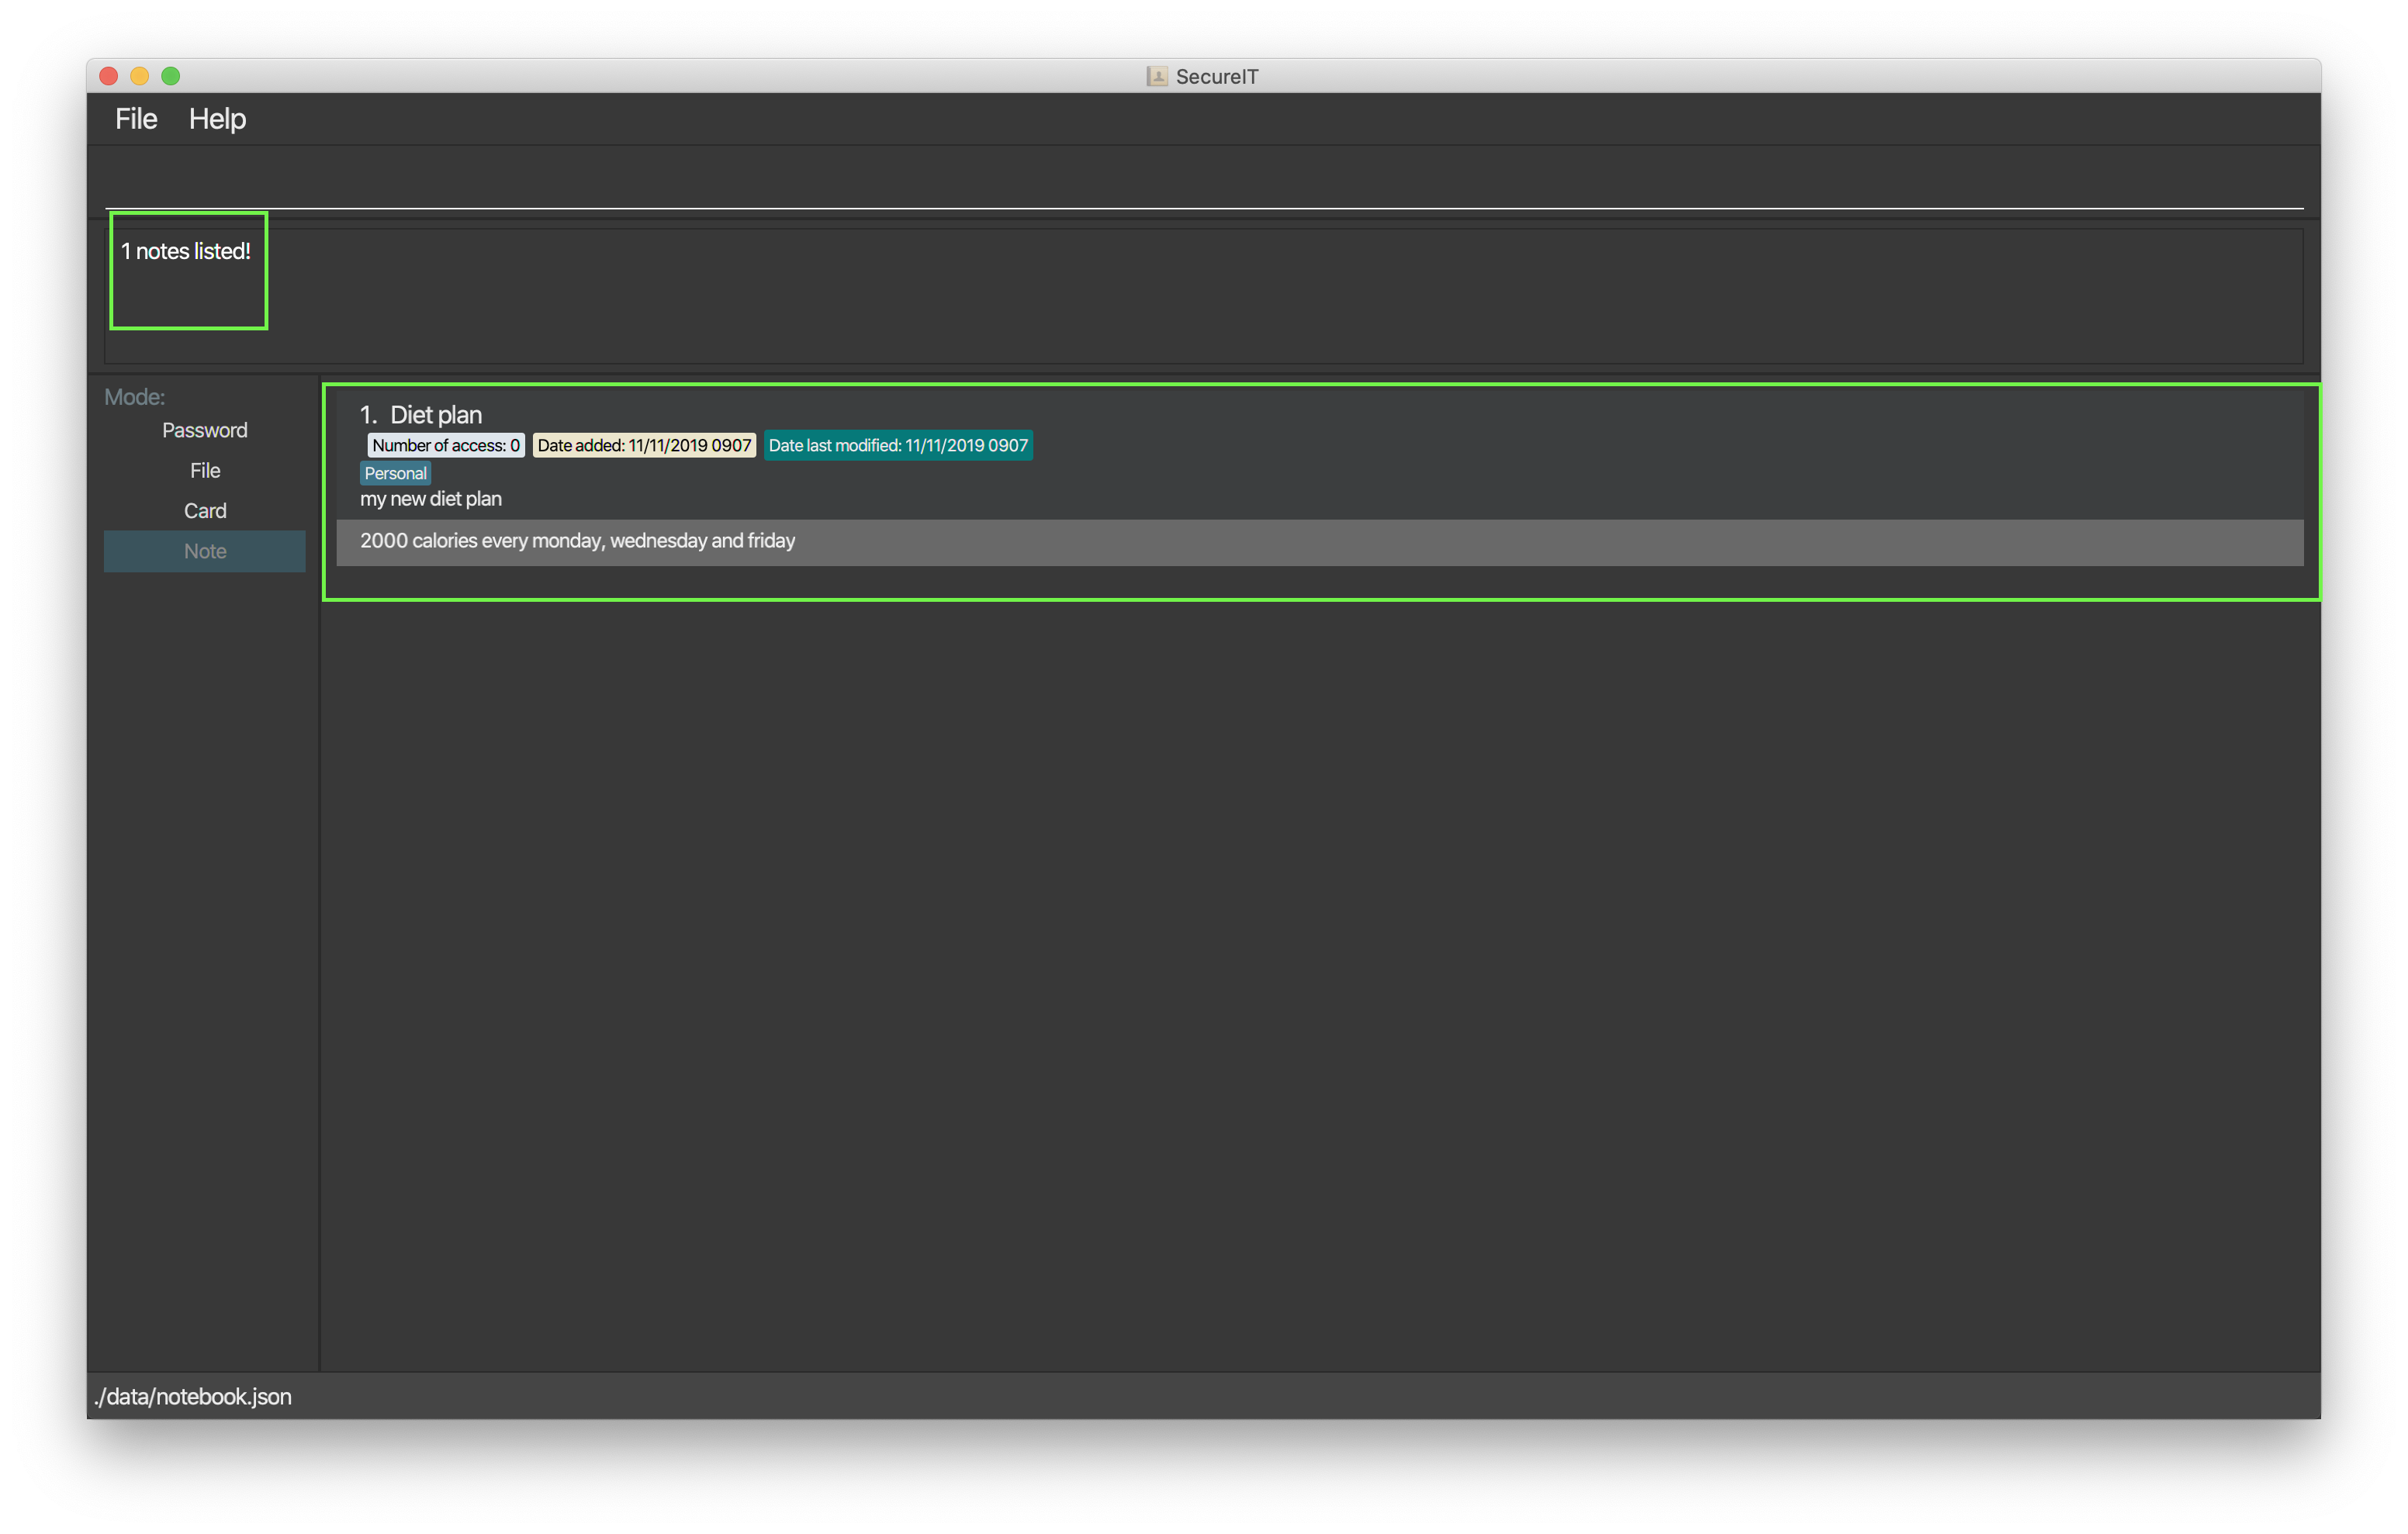 SecureIT
File Help
1 notes listed!
Mode:
Password
File
Card
Note
1. Diet plan
Number of access: 0 Date added: 11/11/2019 0907 Date last modified: 11/11/2019 0907
Personal
my new diet plan
2000 calories every monday, wednesday and friday
./data/notebook.json